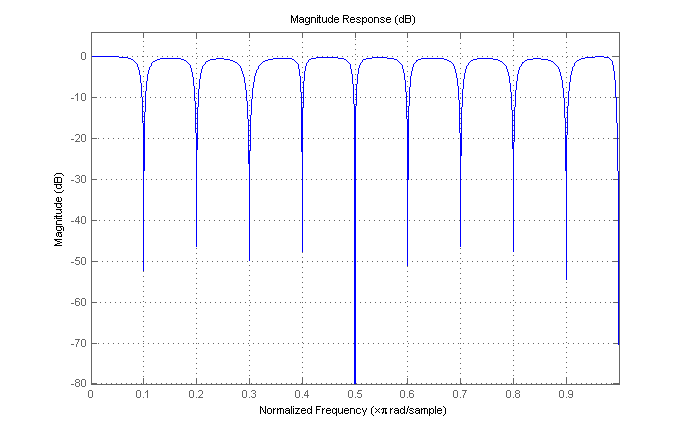 Magnitude Response (dB)
Magnitude (dB)
0
-10
-20
-30
-40
-50
-60
-70
-80
0 0.1 0.2 0.3 0.4 0.5 0.6 0.7 0.8 0.9
Normalized Frequency (×π rad/sample)